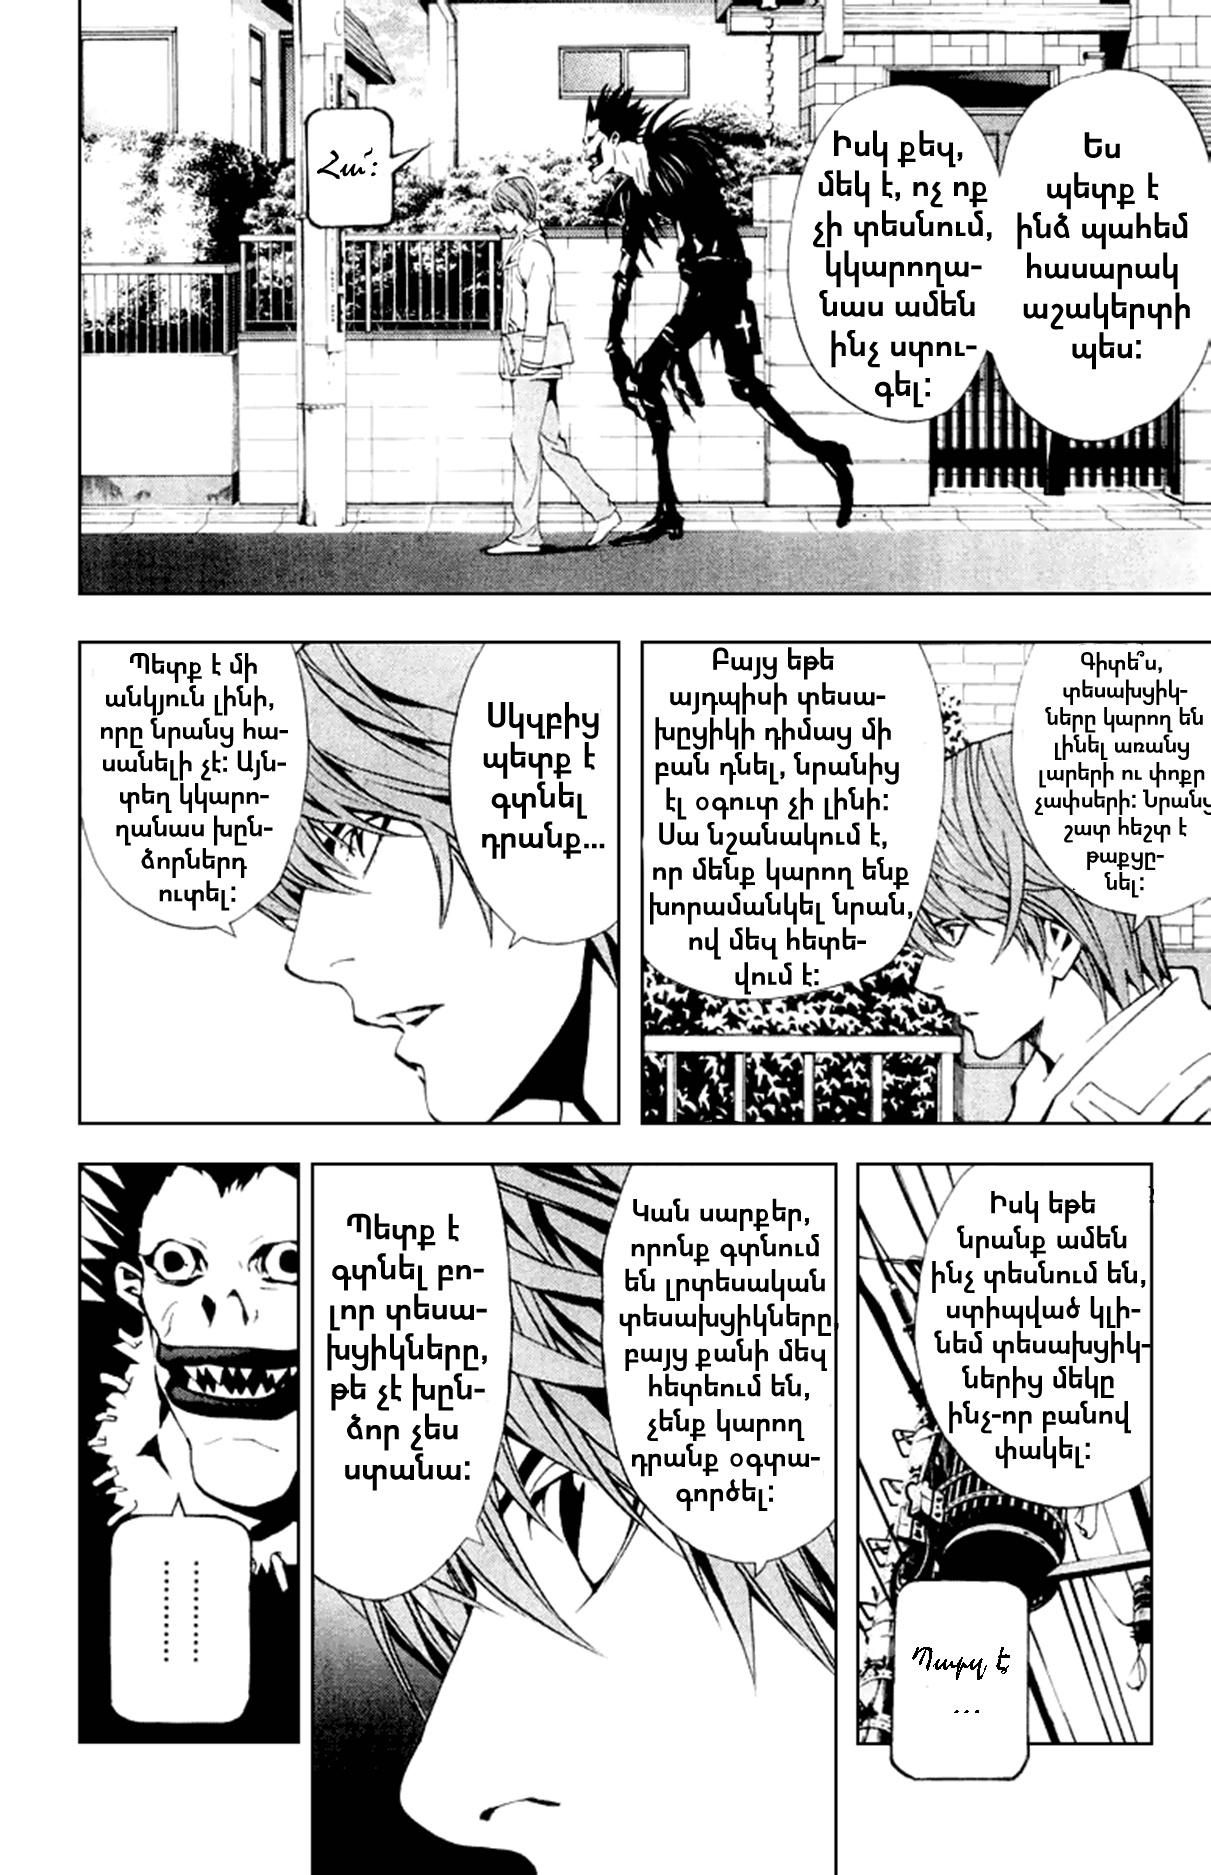 Ես
պետք է
ինձ պահեմ
հասարակ
աշակերտի
պես:
Իսկ քեզ,
մեկ է, ոչ ոք
չի տեսնում,
կկարողա-
նաս ամեն
ինչ ստու-
գել:
Հա՜:
Գիտե՞ս,
տեսախցիկ-
ները կարող են
լինել առանց
լարերի ու փոքր
չափսերի: Նրանց
շատ հեշտ է
թաքցը-
նել:
Բայց եթե
այդպիսի տեսա-
խըցիկի դիմաց մի
բան դնել, նրանից
էլ օգուտ չի լինի:
Սա նշանակում է,
որ մենք կարող ենք
խորամանկել նրան,
ով մեզ հետե-
վում է:
Սկզբից
պետք է
գտնել
դրանք...
Պետք է մի
անկյուն լինի,
որը նրանց հա-
սանելի չէ: Այն-
տեղ կկարո-
ղանաս խըն-
ձորներդ
ուտել:
Իսկ եթե
նրանք ամեն
ինչ տեսնում են,
ստիպված կլի-
նեմ տեսախցիկ-
ներից մեկը
ինչ-որ բանով
փակել:
Պարզ է
...
Կան սարքեր,
որոնք գտնում
են լրտեսական
տեսախցիկները,
բայց քանի մեզ
հետեում են,
չենք կարող
դրանք օգտա-
գործել:
Պետք է
գտնել բո-
լոր տեսա-
խցիկները,
թե չէ խըն-
ձոր չես
ստանա:
..........
..........